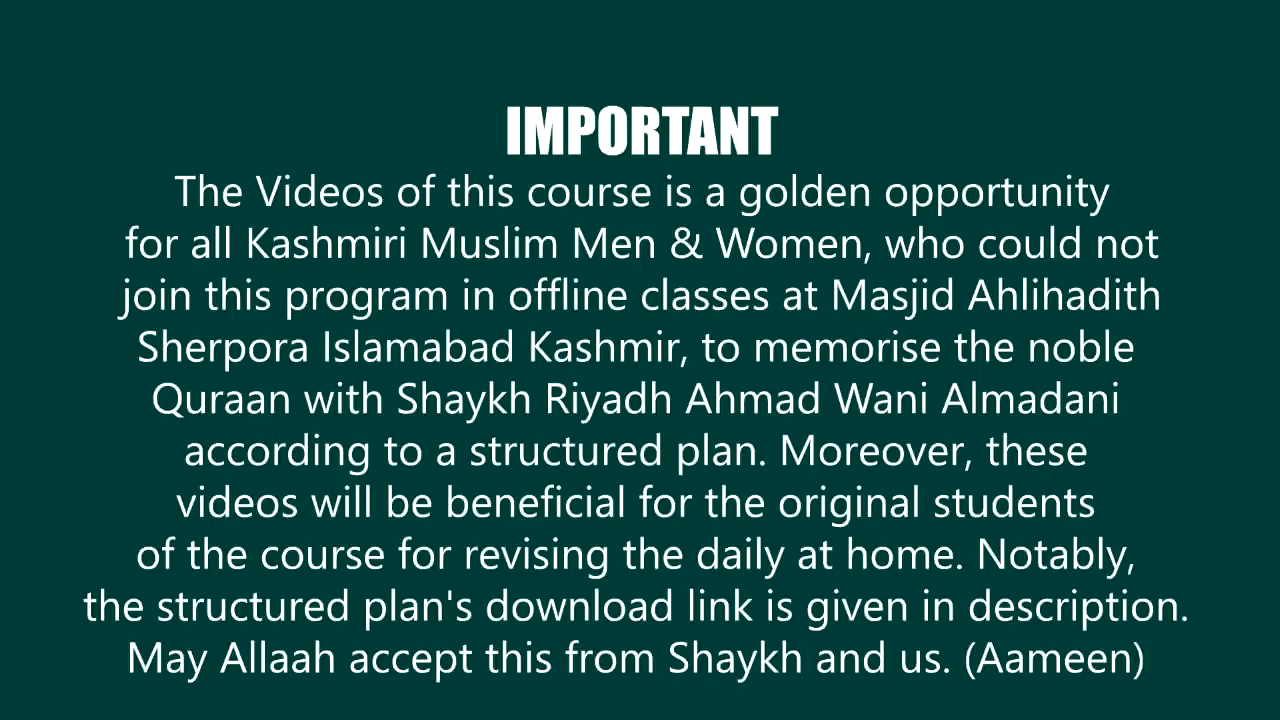 IMPORTANT
The Videos of this course is a golden opportunity
for all Kashmiri Muslim Men & Women, who could not
join this program in offline classes at Masjid Ahlihadith
Sherpora Islamabad Kashmir, to memorise the noble
Quraan with Shaykh Riyadh Ahmad Wani Almadani
according to a structured plan. Moreover, these
videos will be beneficial for the original students
of the course for revising the daily at home. Notably,
the structured plan's download link is given in description.
May Allaah accept this from Shaykh and us. (Aameen)